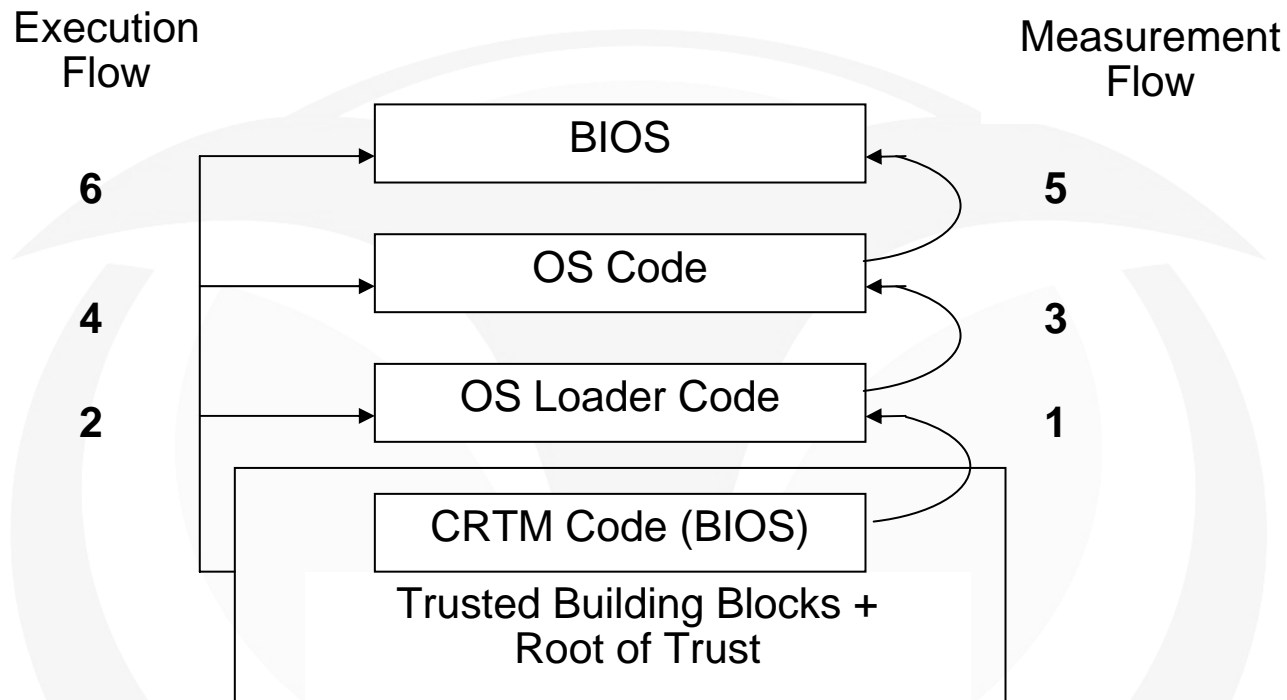 Execution
Flow
Measurement
Flow
BIOS
6
5
OS Code
4
3
OS Loader Code
2
1
CRTM Code (BIOS)
Trusted Building Blocks +
Root of Trust